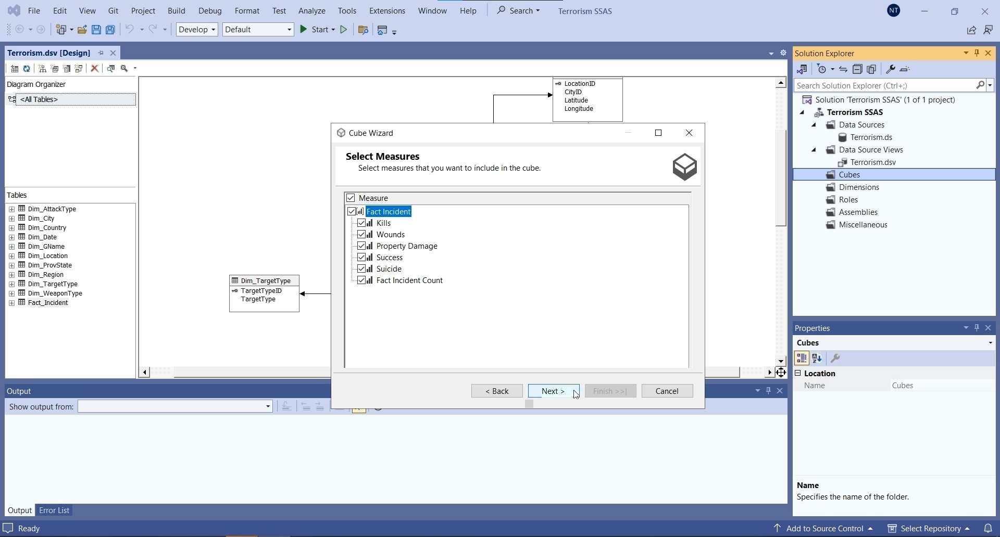 File Edit View Git Project Build Debug Format Test Analyze Tools Extensions Window Help Search Terrorism SSAS NT
Develop Default Start
Terrorism.dsv [Design]
Diagram Organizer
<All Tables>
Tables
Dim_AttackType
Dim_City
Dim_Country
Dim_Date
Dim_GName
Dim_Location
Dim_ProvState
Dim_Region
Dim_TargetType
Dim_WeaponType
Fact_Incident
LocationID
CityID
Latitude
Longitude
Dim_TargetType
TargetTypeID
TargetType
Cube Wizard
Select Measures
Select measures that you want to include in the cube.
Measure
Fact Incident
Kills
Wounds
Property Damage
Success
Suicide
Fact Incident Count
< Back Next > Finish >>| Cancel
Solution Explorer
Search Solution Explorer (Ctrl+;)
Solution 'Terrorism SSAS' (1 of 1 project)
Terrorism SSAS
Data Sources
Terrorism.ds
Data Source Views
Terrorism.dsv
Cubes
Dimensions
Roles
Assemblies
Miscellaneous
Properties
Cubes
Location
Name Cubes
Name
Specifies the name of the folder.
Output
Show output from:
Output Error List
Ready Add to Source Control Select Repository